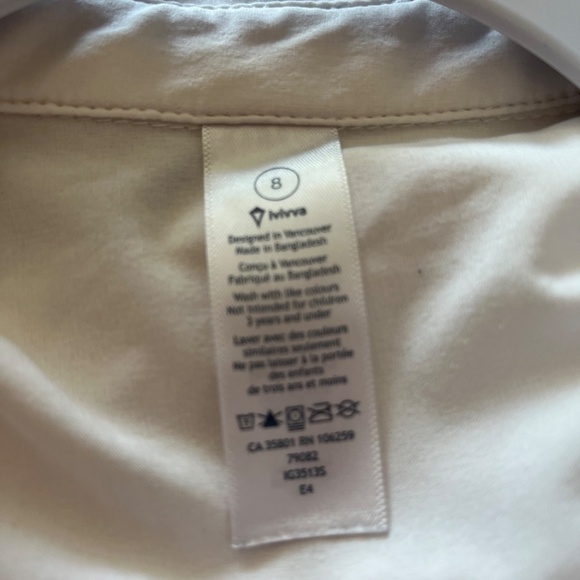 8
ivivva
Designed in Vancouver
Made in Bangladesh
Conçu à Vancouver
Fabriqué au Bangladesh
Wash with like colours
Not intended for children
3 years and under
Laver avec des couleurs
similaires seulement
Ne pas laisser à la portée
des enfants
de trois ans et moins
CA 35801 RN 106259
79082
IG3513S
E4